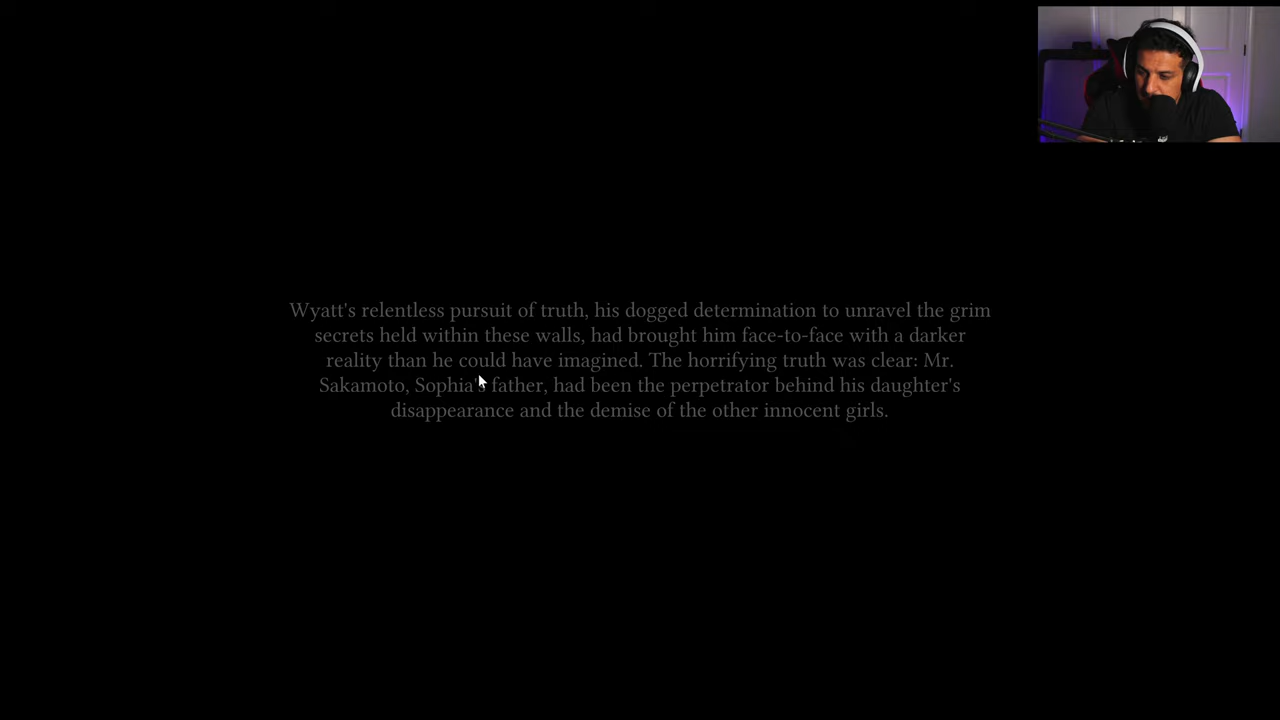 Wyatt's relentless pursuit of truth, his dogged determination to unravel the grim
secrets held within these walls, had brought him face-to-face with a darker
reality than he could have imagined. The horrifying truth was clear: Mr.
Sakamoto, Sophia's father, had been the perpetrator behind his daughter's
disappearance and the demise of the other innocent girls.